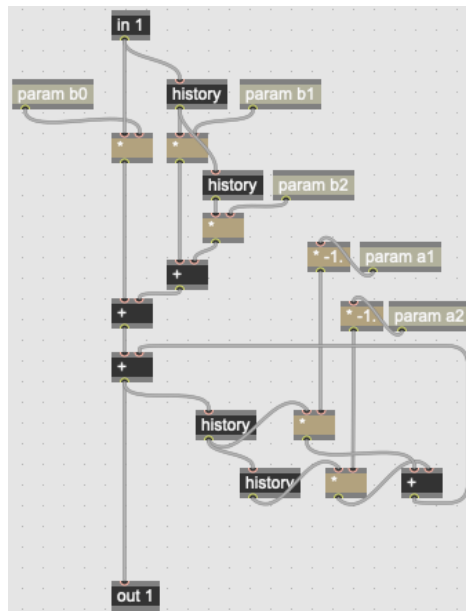 in 1
param b0
history
param b1
*
*
history
param b2
*
+
* -1.
param a1
+
* -1.
param a2
+
history
*
history
*
+
out 1